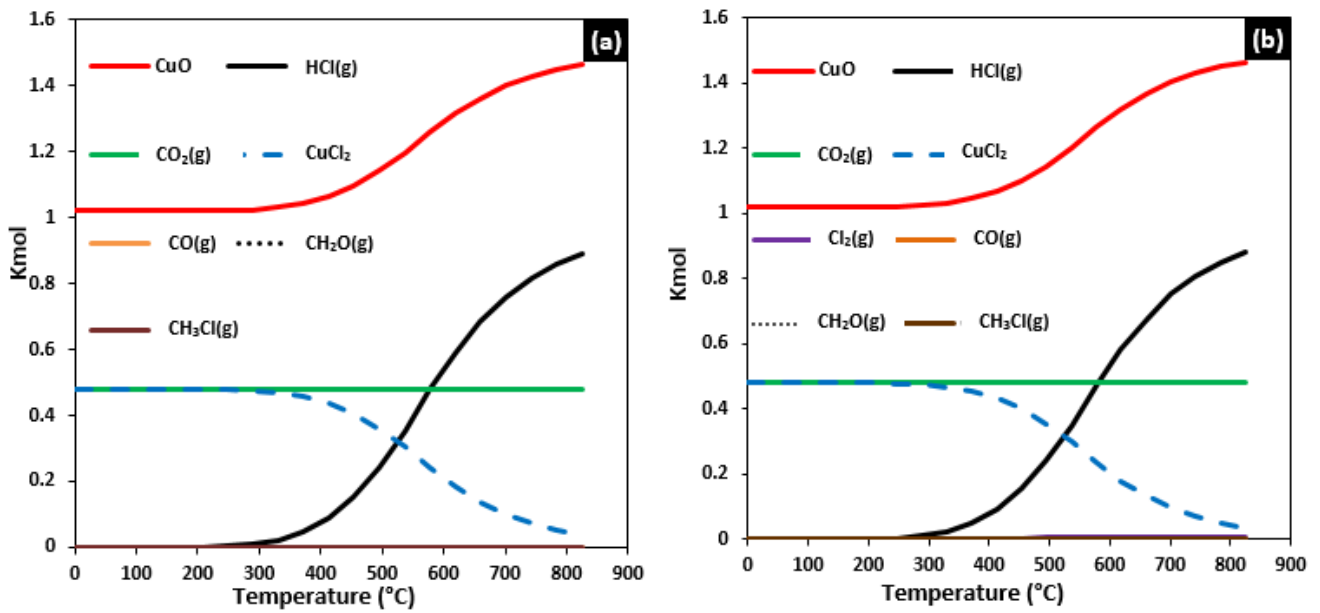 (a)
1.6
1.4
1.2
1
0.8
0.6
0.4
0.2
0
Kmol
CuO HCl(g)
CO₂(g) CuCl₂
CO(g) CH₂O(g)
CH₃Cl(g)
0 100 200 300 400 500 600 700 800 900
Temperature (°C)
(b)
1.6
1.4
1.2
1
0.8
0.6
0.4
0.2
0
Kmol
CuO HCl(g)
CO₂(g) CuCl₂
Cl₂(g) CO(g)
CH₂O(g) CH₃Cl(g)
0 100 200 300 400 500 600 700 800 900
Temperature (°C)